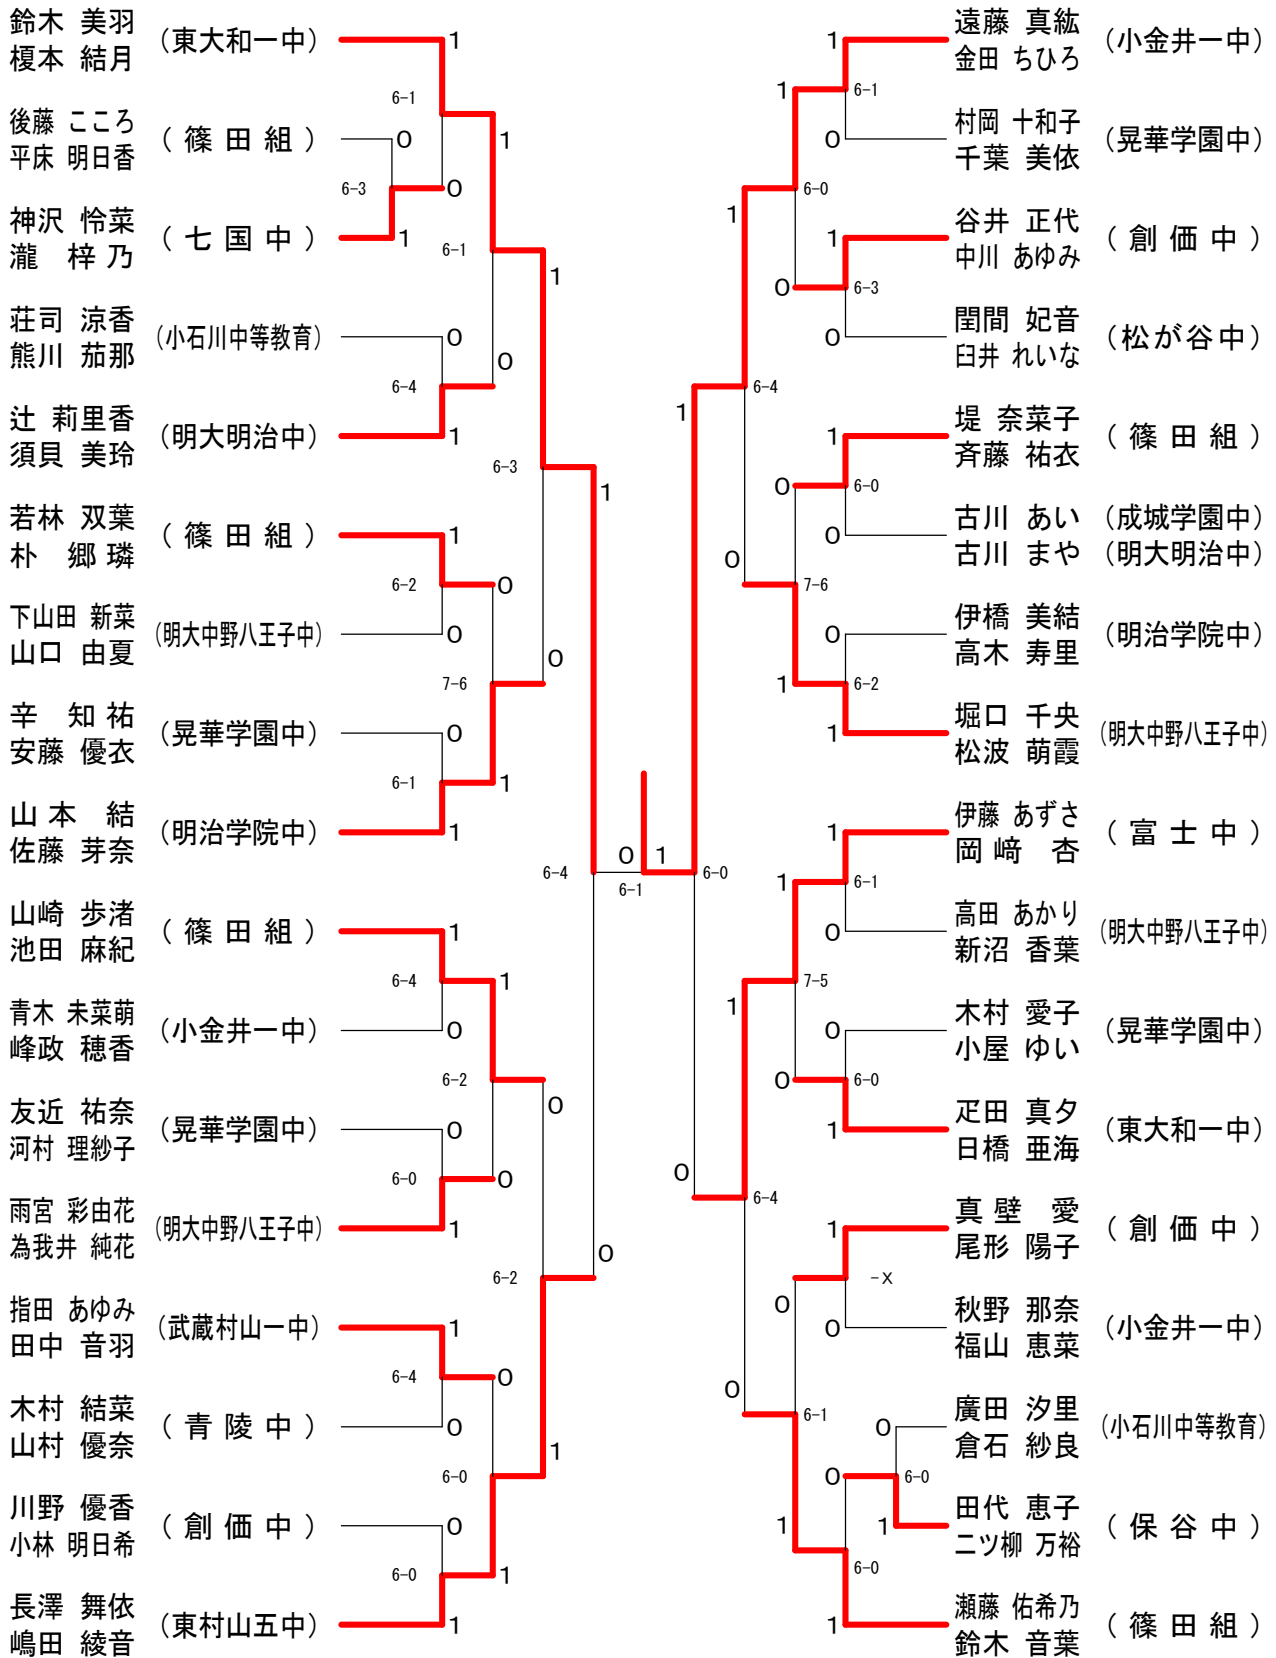 鈴木 美羽
榎本 結月
(東大和一中)
1
6-1
後藤 こころ
平床 明日香
(篠田組)
0
1
6-3
0
神沢 怜菜
瀧 梓乃
(七国中)
1
6-1
1
荘司 涼香
熊川 茄那
(小石川中等教育)
0
0
6-4
辻 莉里香
須貝 美玲
(明大明治中)
1
6-3
1
若林 双葉
朴 郷璘
(篠田組)
1
6-2
0
下山田 新菜
山口 由夏
(明大中野八王子中)
0
0
7-6
辛 知祐
安藤 優衣
(晃華学園中)
0
6-1
1
山本 結
佐藤 芽奈
(明治学院中)
1
6-4
0
1
6-1
6-0
山崎 歩渚
池田 麻紀
(篠田組)
1
6-4
1
青木 未菜萌
峰政 穂香
(小金井一中)
0
6-2
0
友近 祐奈
河村 理紗子
(晃華学園中)
0
6-0
0
雨宮 彩由花
為我井 純花
(明大中野八王子中)
1
0
6-2
指田 あゆみ
田中 音羽
(武蔵村山一中)
1
6-4
0
木村 結菜
山村 優奈
(青陵中)
0
1
6-0
川野 優香
小林 明日希
(創価中)
0
6-0
1
長澤 舞依
嶋田 綾音
(東村山五中)
1
遠藤 真紘
金田 ちひろ
(小金井一中)
1
1
6-1
村岡 十和子
千葉 美依
(晃華学園中)
0
1
6-0
谷井 正代
中川 あゆみ
(創価中)
1
0
6-3
閏間 妃音
臼井 れいな
(松が谷中)
0
1
6-4
堤 奈菜子
斉藤 祐衣
(篠田組)
1
0
6-0
古川 あい
古川 まや
(成城学園中)
(明大明治中)
0
0
7-6
伊橋 美結
高木 寿里
(明治学院中)
0
1
6-2
堀口 千央
松波 萌霞
(明大中野八王子中)
1
伊藤 あずさ
岡﨑 杏
(富士中)
1
1
6-1
高田 あかり
新沼 香葉
(明大中野八王子中)
0
1
7-5
木村 愛子
小屋 ゆい
(晃華学園中)
0
0
6-0
疋田 真夕
日橋 亜海
(東大和一中)
1
0
6-4
真壁 愛
尾形 陽子
(創価中)
1
0
-X
秋野 那奈
福山 恵菜
(小金井一中)
0
0
6-1
廣田 汐里
倉石 紗良
(小石川中等教育)
0
0
6-0
田代 恵子
二ツ柳 万裕
(保谷中)
1
1
6-0
瀬藤 佑希乃
鈴木 音葉
(篠田組)
1